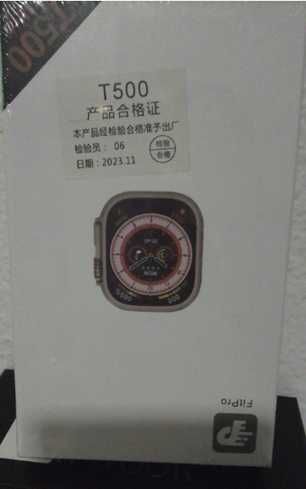 T500
T500
产品合格证
本产品经检验合格准予出厂
检验员： 06
检验
合格
日期：2023.11
FitPro